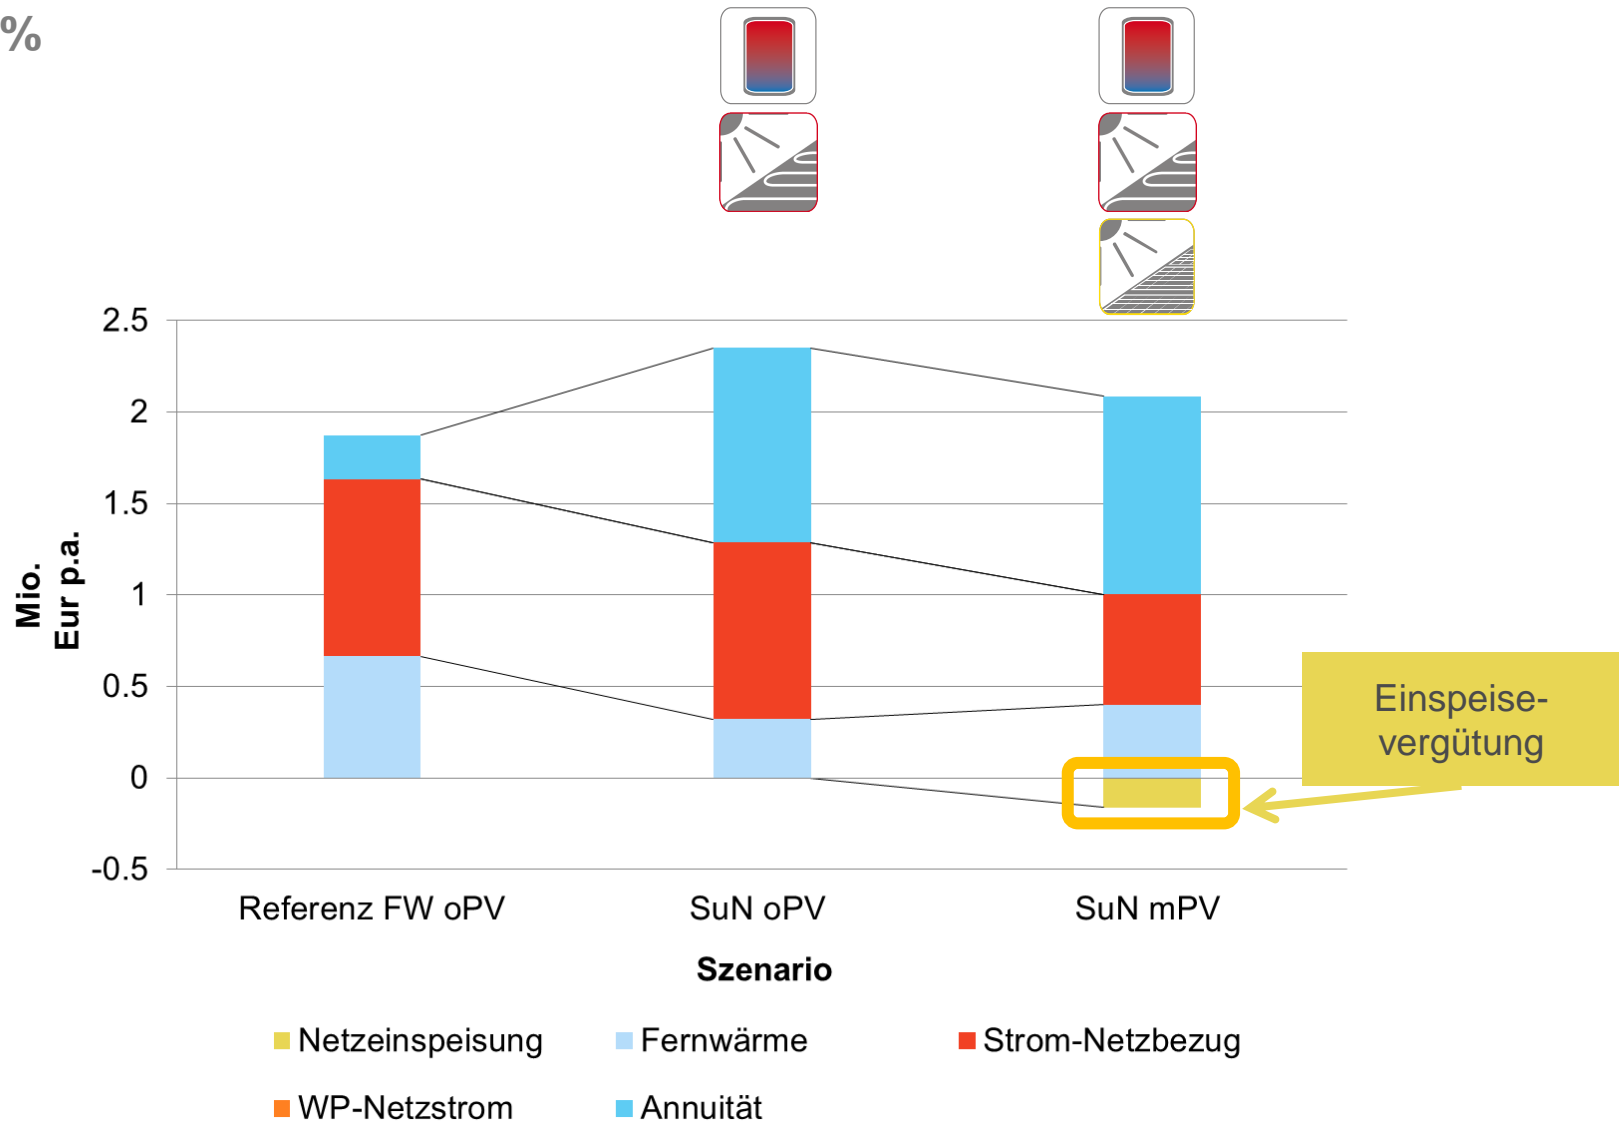 %
2.5
2
1.5
1
0.5
0
-0.5
Mio.
Eur p.a.
Einspeise-
vergütung
Referenz FW oPV
SuN oPV
SuN mPV
Szenario
Netzeinspeisung
Fernwärme
Strom-Netzbezug
WP-Netzstrom
Annuität